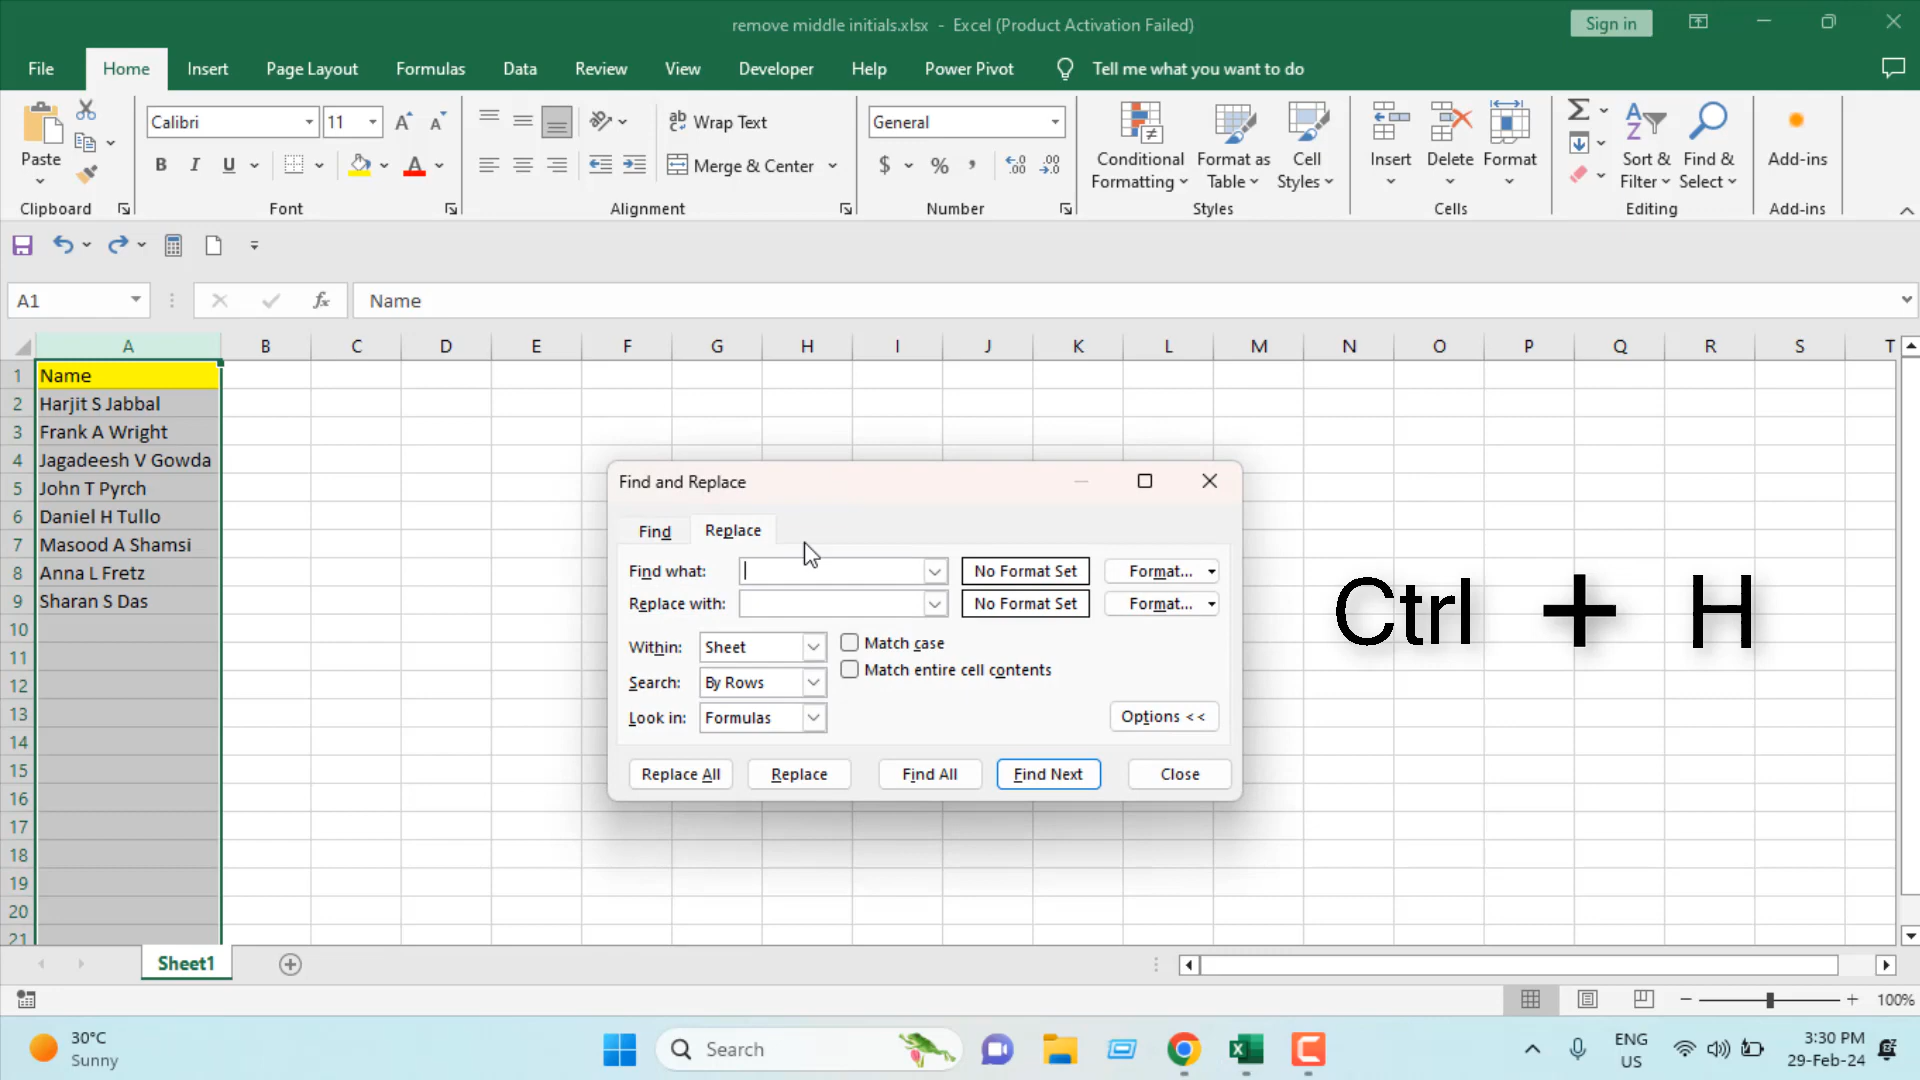 remove middle initials.xlsx - Excel (Product Activation Failed)
Sign in
File Home Insert Page Layout Formulas Data Review View Developer Help Power Pivot Tell me what you want to do
Paste
Clipboard
Calibri 11
B I U
Font
Wrap Text
Merge & Center
Alignment
General
$ % ,
Number
Conditional Formatting
Format as Table
Cell Styles
Styles
Insert Delete Format
Cells
Sort & Filter
Find & Select
Editing
Add-ins
Add-ins
A1 fx Name
A B C D E F G H I J K L M N O P Q R S T
1 Name
2 Harjit S Jabbal
3 Frank A Wright
4 Jagadeesh V Gowda
5 John T Pyrch
6 Daniel H Tullo
7 Masood A Shamsi
8 Anna L Fretz
9 Sharan S Das
10
11
12
13
14
15
16
17
18
19
20
21
Find and Replace
Find Replace
Find what: No Format Set Format...
Replace with: No Format Set Format...
Within: Sheet Match case
Match entire cell contents
Search: By Rows
Look in: Formulas Options <<
Replace All Replace Find All Find Next Close
Ctrl + H
Sheet1
100%
30°C
Sunny
Search
ENG
US
3:30 PM
29-Feb-24